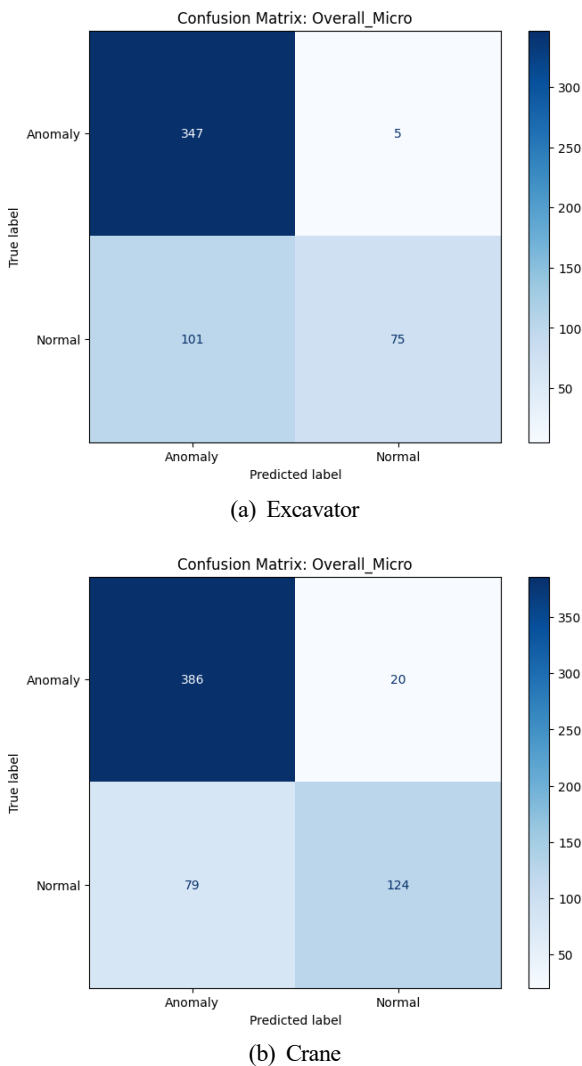 Confusion Matrix: Overall_Micro
True label
Anomaly
347
5
Normal
101
75
Anomaly
Normal
Predicted label
300
250
200
150
100
50
(a) Excavator
Confusion Matrix: Overall_Micro
True label
Anomaly
386
20
Normal
79
124
Anomaly
Normal
Predicted label
350
300
250
200
150
100
50
(b) Crane